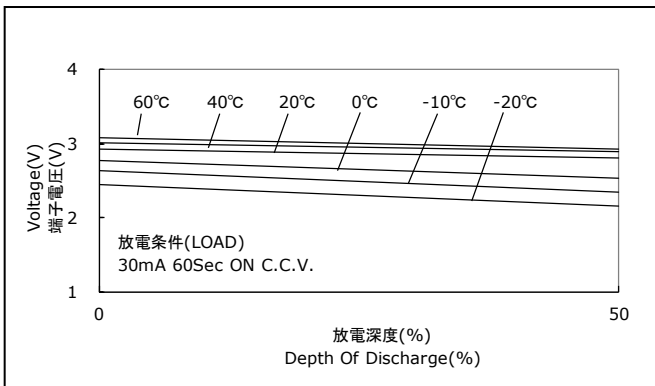 4
60℃ 40℃ 20℃ 0℃ -10℃ -20℃
3
Voltage(V)
端子電圧(V)
2
放電条件(LOAD)
30mA 60Sec ON C.C.V.
1
0 50
放電深度(%)
Depth Of Discharge(%)